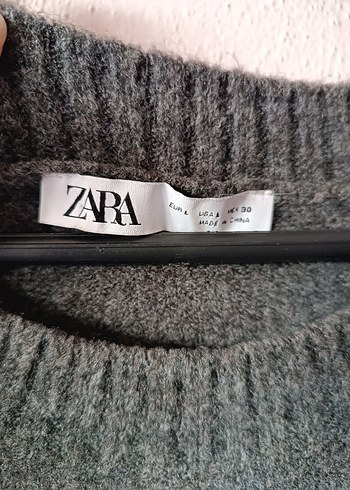 ZARA
EUR L USA L MEX 30
MADE IN CHINA